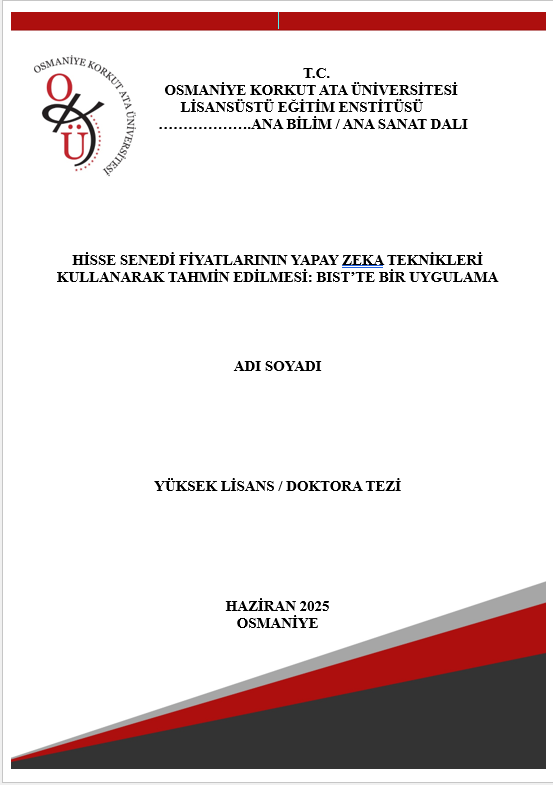 OSMANİYE KORKUT ATA ÜNİVERSİTESİ
OKÜ
T.C.
OSMANİYE KORKUT ATA ÜNİVERSİTESİ
LİSANSÜSTÜ EĞİTİM ENSTİTÜSÜ
………………..ANA BİLİM / ANA SANAT DALI
HİSSE SENEDİ FİYATLARININ YAPAY ZEKA TEKNİKLERİ
KULLANARAK TAHMİN EDİLMESİ: BIST’TE BİR UYGULAMA
ADI SOYADI
YÜKSEK LİSANS / DOKTORA TEZİ
HAZİRAN 2025
OSMANİYE